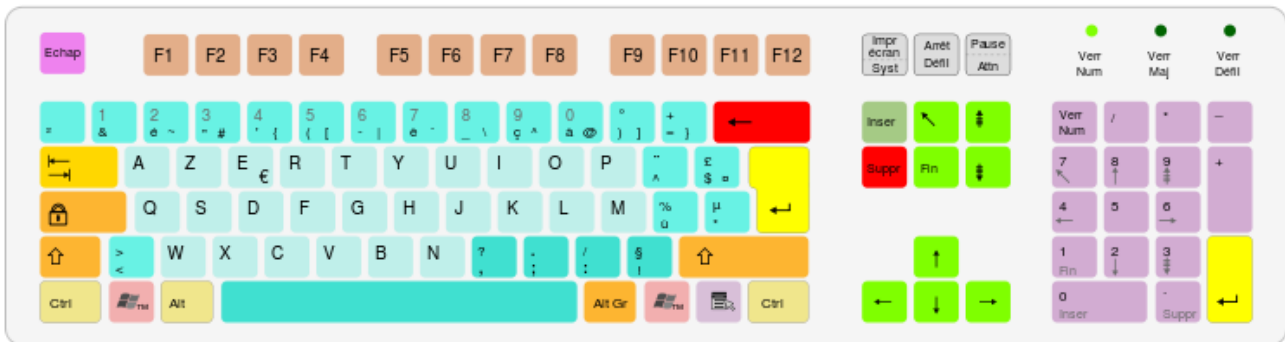 Echap F1 F2 F3 F4 F5 F6 F7 F8 F9 F10 F11 F12
Impr écran
Syst
Arrêt
Défil
Pause
Attn
Verr Num
Verr Maj
Verr Défil
²
1 &
2 é ~
3 " #
4 ' {
5 ( [
6 - |
7 è `
8 _ \
9 ç ^
0 à @
° ) ]
+ = }
Inser
Verr Num
/ * –
A Z E € R T Y U I O P
¨ ^
£ $ ¤
Suppr Fin
7 8 9 +
Q S D F G H J K L M
% ù
µ *
4 5 6
> <
W X C V B N
? ,
. ;
/ :
§ !
1 Fin
2 3
Ctrl TM Alt Alt Gr TM Ctrl
0 Inser
. Suppr